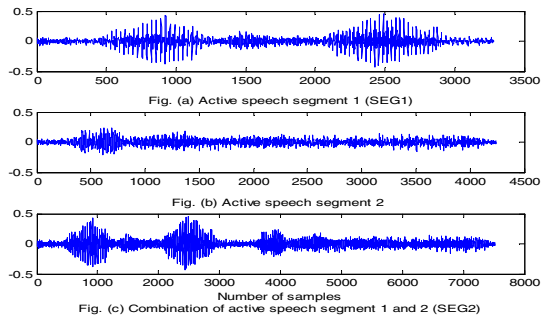 0.5
0
-0.5
0 500 1000 1500 2000 2500 3000 3500
Fig. (a) Active speech segment 1 (SEG1)
0.5
0
-0.5
0 500 1000 1500 2000 2500 3000 3500 4000 4500
Fig. (b) Active speech segment 2
0.5
0
-0.5
0 1000 2000 3000 4000 5000 6000 7000 8000
Number of samples
Fig. (c) Combination of active speech segment 1 and 2 (SEG2)